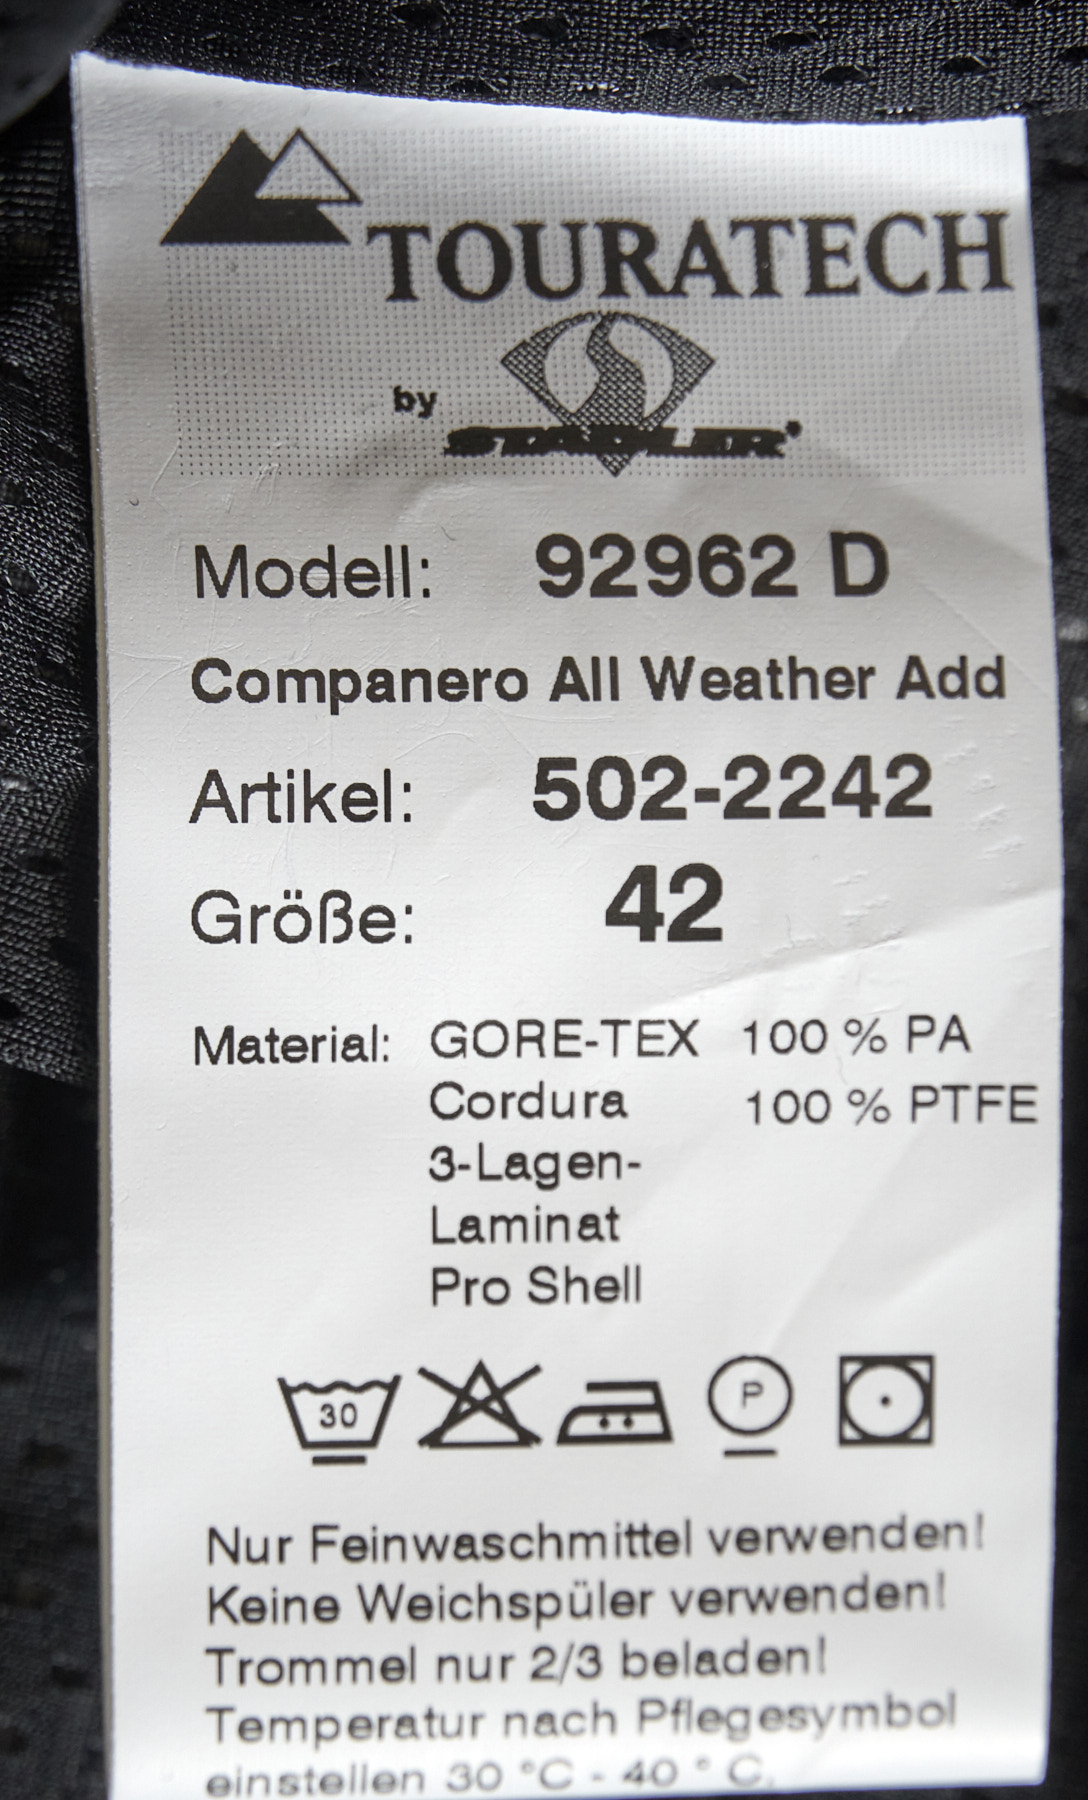 TOURATECH
by STADLER®
Modell: 92962 D
Companero All Weather Add
Artikel: 502-2242
Größe: 42
Material: GORE-TEX 100 % PA
Cordura 100 % PTFE
3-Lagen-
Laminat
Pro Shell
30 P
Nur Feinwaschmittel verwenden!
Keine Weichspüler verwenden!
Trommel nur 2/3 beladen!
Temperatur nach Pflegesymbol
einstellen 30 °C - 40 ° C.